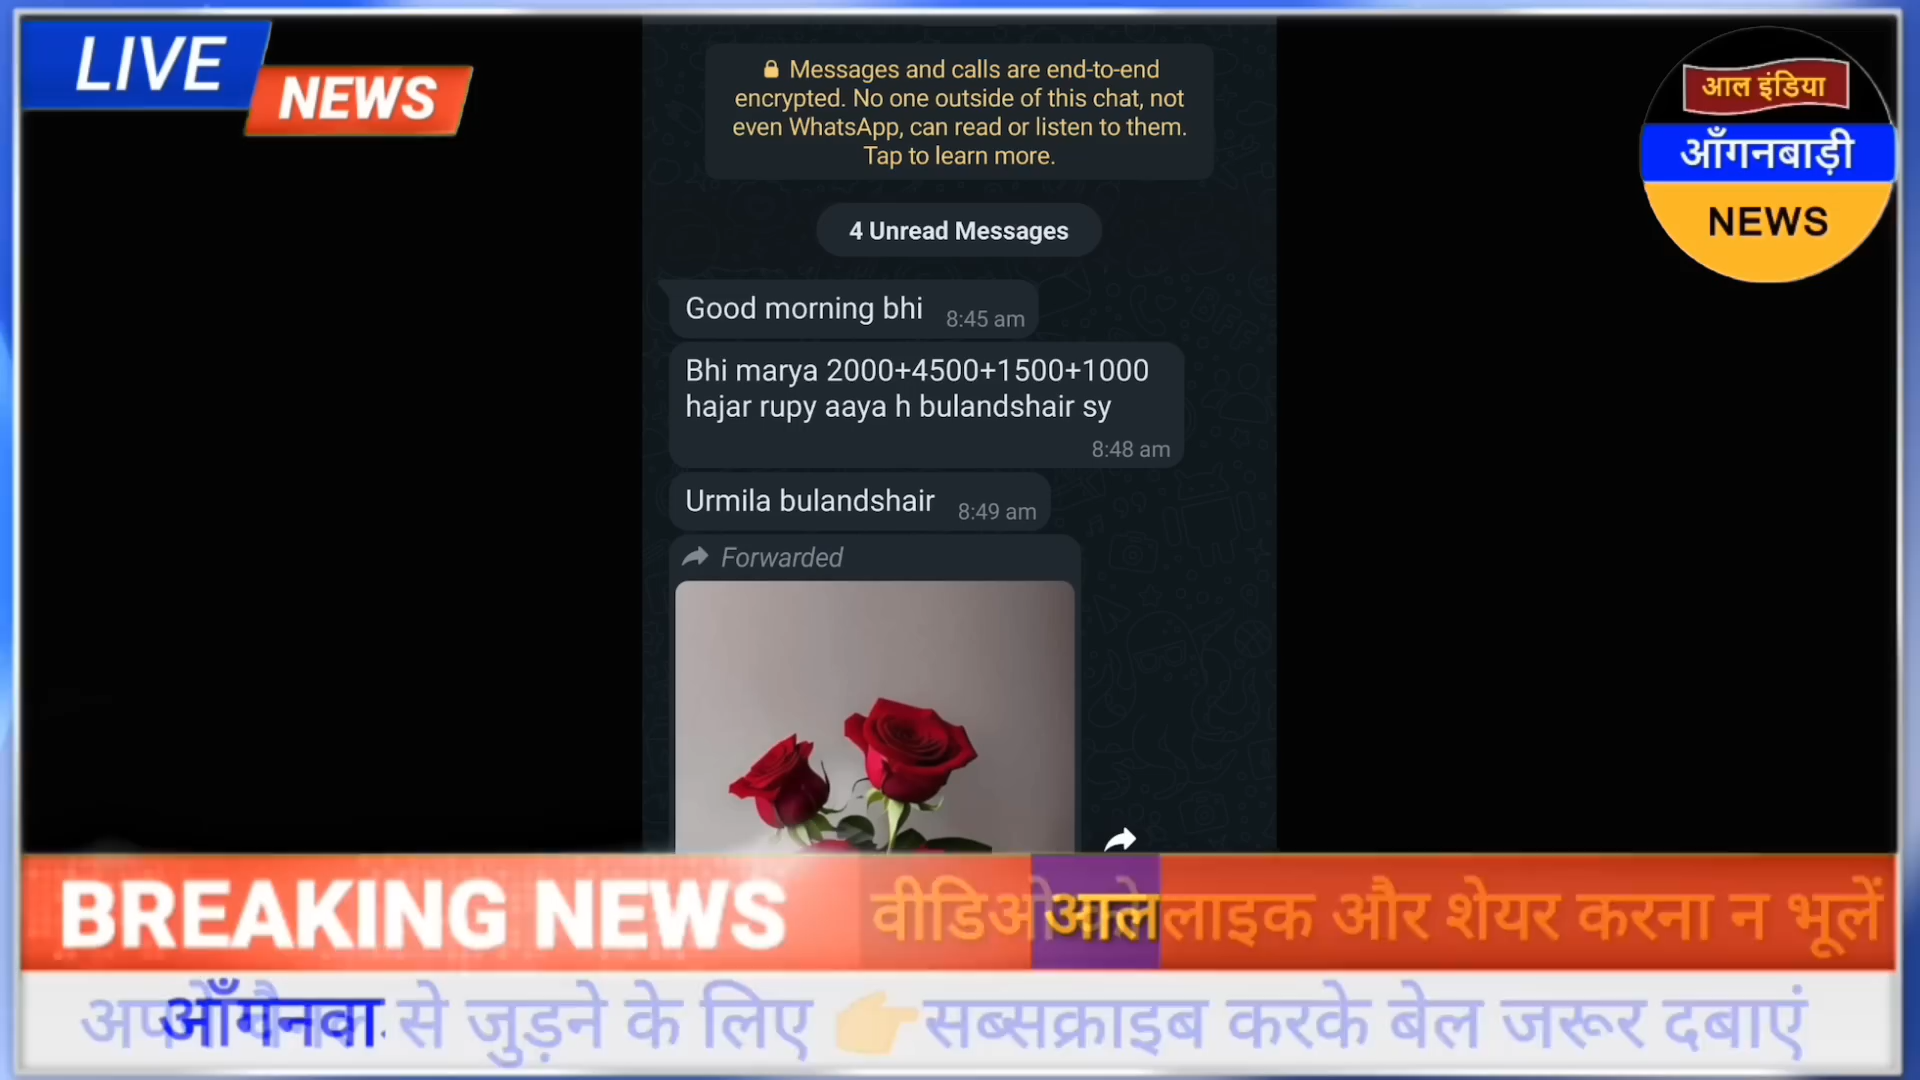 LIVE
NEWS
आल इंडिया
आँगनबाड़ी
NEWS
Messages and calls are end-to-end
encrypted. No one outside of this chat, not
even WhatsApp, can read or listen to them.
Tap to learn more.
4 Unread Messages
Good morning bhi 8:45 am
Bhi marya 2000+4500+1500+1000
hajar rupy aaya h bulandshair sy
8:48 am
Urmila bulandshair 8:49 am
Forwarded
BREAKING NEWS
आल लाइक और शेयर करना न भूलें
से जुड़ने के लिए 👉सब्सक्राइब करके बेल जरूर दबाएं